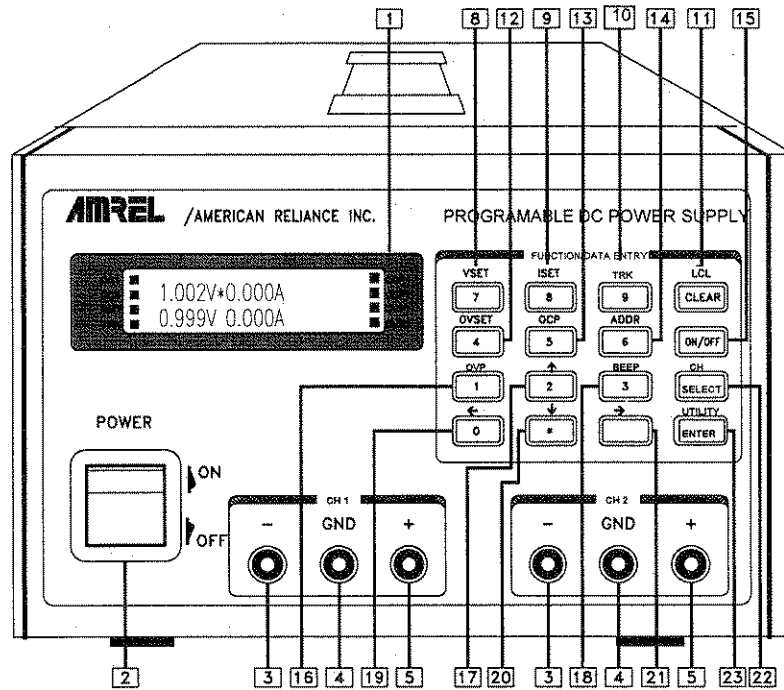 1 8 12 9 13 10 14 11 15
AMREL /AMERICAN RELIANCE INC. PROGRAMABLE DC POWER SUPPLY
FUNCTION/DATA ENTRY
VSET ISET TRK LCL
7 8 9 CLEAR
1.002V*0.000A
0.999V 0.000A
OVSET OCP ADDR
4 5 6 ON/OFF
OVP ↑ BEEP CH
1 2 3 SELECT
← ↓ → UTILITY
0 * ENTER
POWER
ON
OFF
CH 1
- GND +
CH 2
- GND +
2 3 16 4 19 5 17 20 3 18 4 21 5 23 22